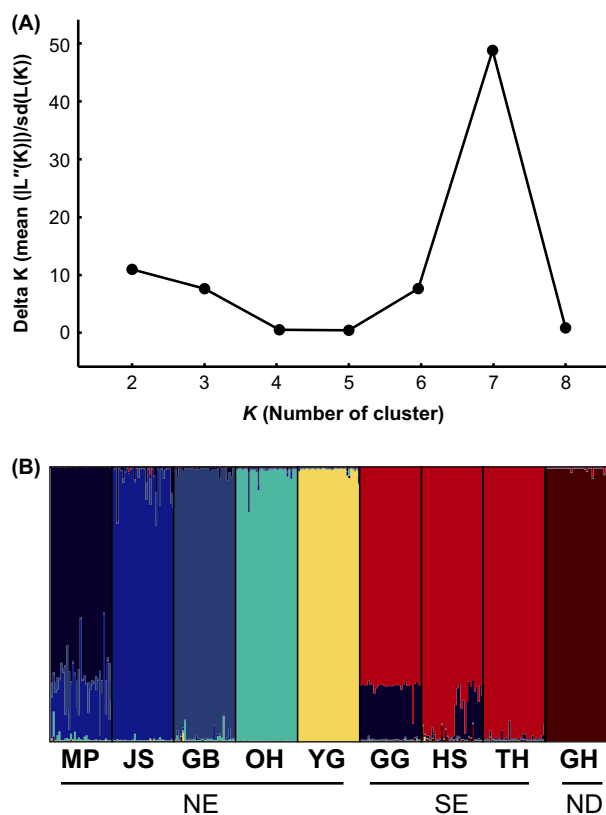 (A)
50
40
30
20
10
0
Delta K (mean (|L″(K)|)/sd(L(K))
2 3 4 5 6 7 8
K (Number of cluster)
(B)
MP JS GB OH YG GG HS TH GH
NE SE ND